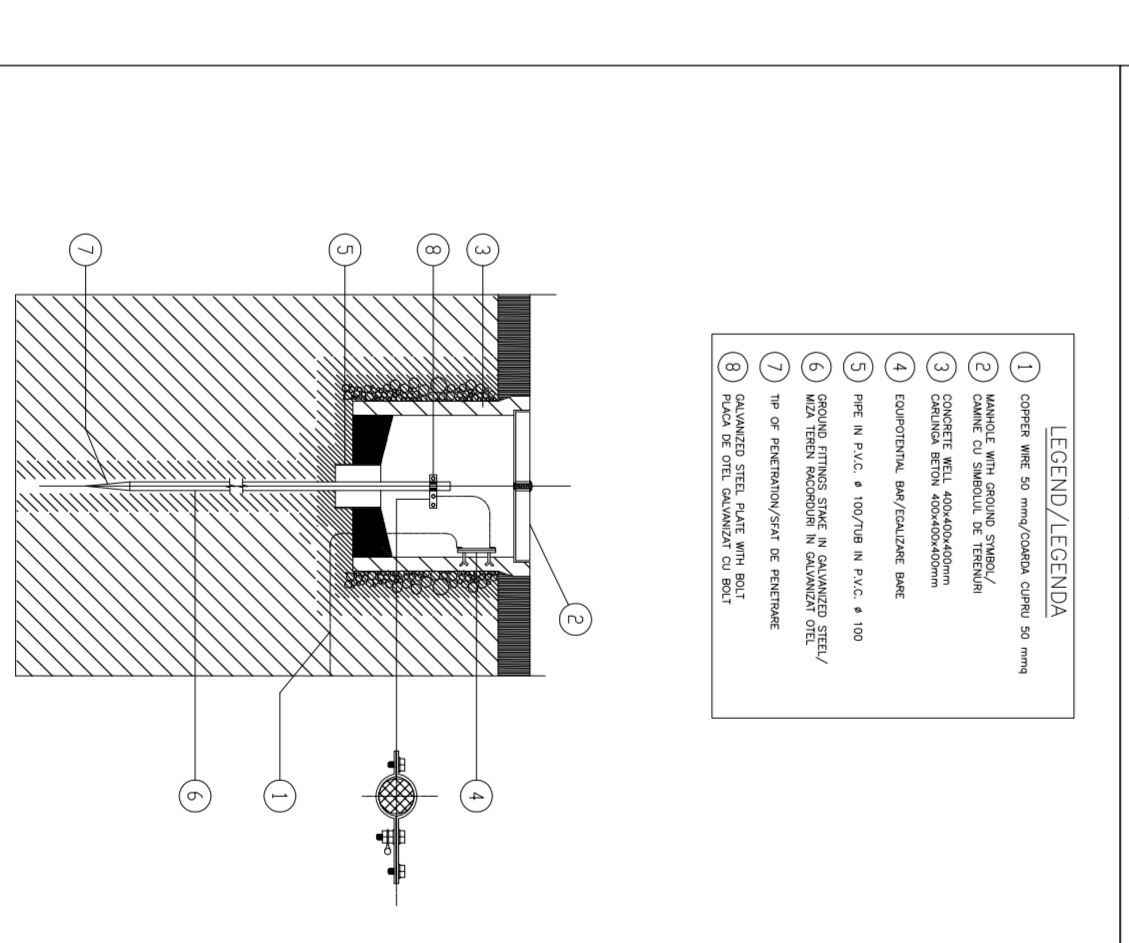 LEGEND/LEGENDA
1 COPPER WIRE 50 mmq/COARDA CUPRU 50 mmq
2 MANHOLE WITH GROUND SYMBOL/
CAMINE CU SIMBOLUL DE TERENURI
3 CONCRETE WELL 400x400x400mm
CARLINGA BETON 400x400x400mm
4 EQUIPOTENTIAL BAR/EGALIZARE BARE
5 PIPE IN P.V.C. ø 100/TUB IN P.V.C. ø 100
6 GROUND FITTINGS STAKE IN GALVANIZED STEEL/
MIZA TEREN RACORDURI IN GALVANIZAT OTEL
7 TIP OF PENETRATION/SFAT DE PENETRARE
8 GALVANIZED STEEL PLATE WITH BOLT
PLACA DE OTEL GALVANIZAT CU BOLT
2
3
8
5
7
4
1
6